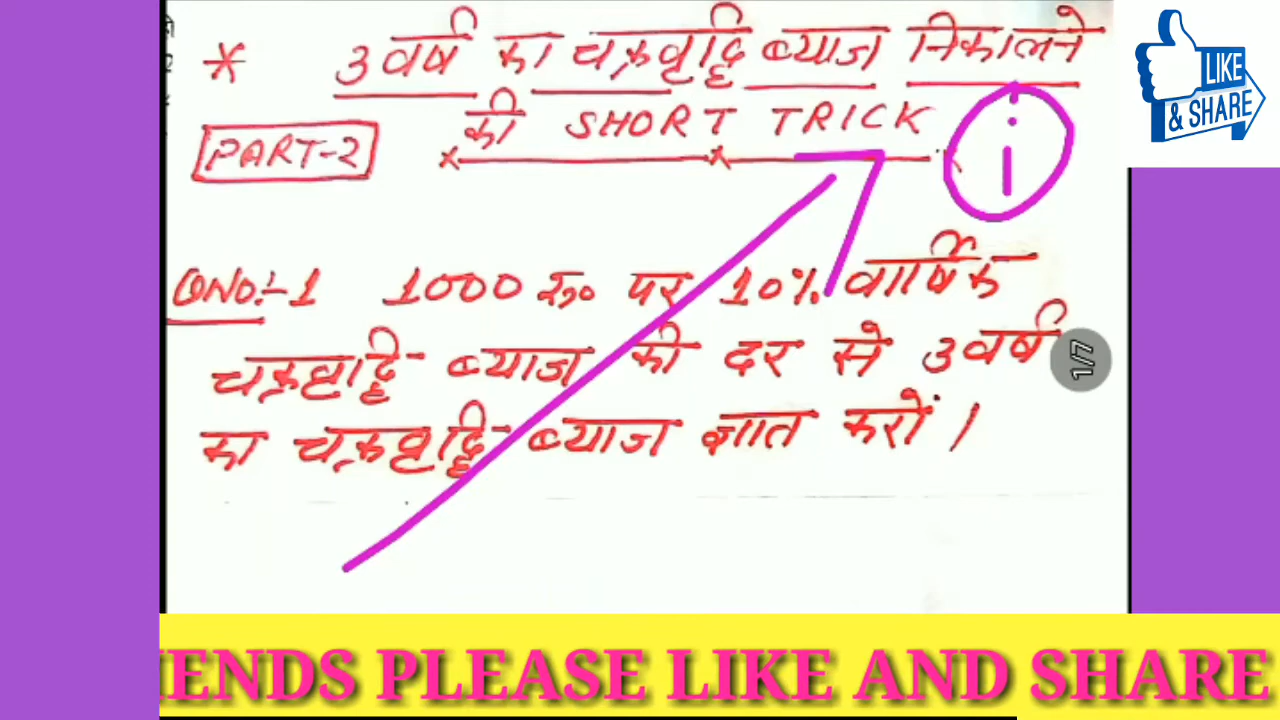 * 3 वर्ष का चक्रवृद्धि ब्याज निकालने
की SHORT TRICK
PART-2
i
QNO:-1 1000 रु० पर 10% वार्षिक
चक्रवृद्धि ब्याज की दर से 3 वर्ष
का चक्रवृद्धि ब्याज ज्ञात करों ।
1/7
LIKE
& SHARE
IENDS PLEASE LIKE AND SHARE